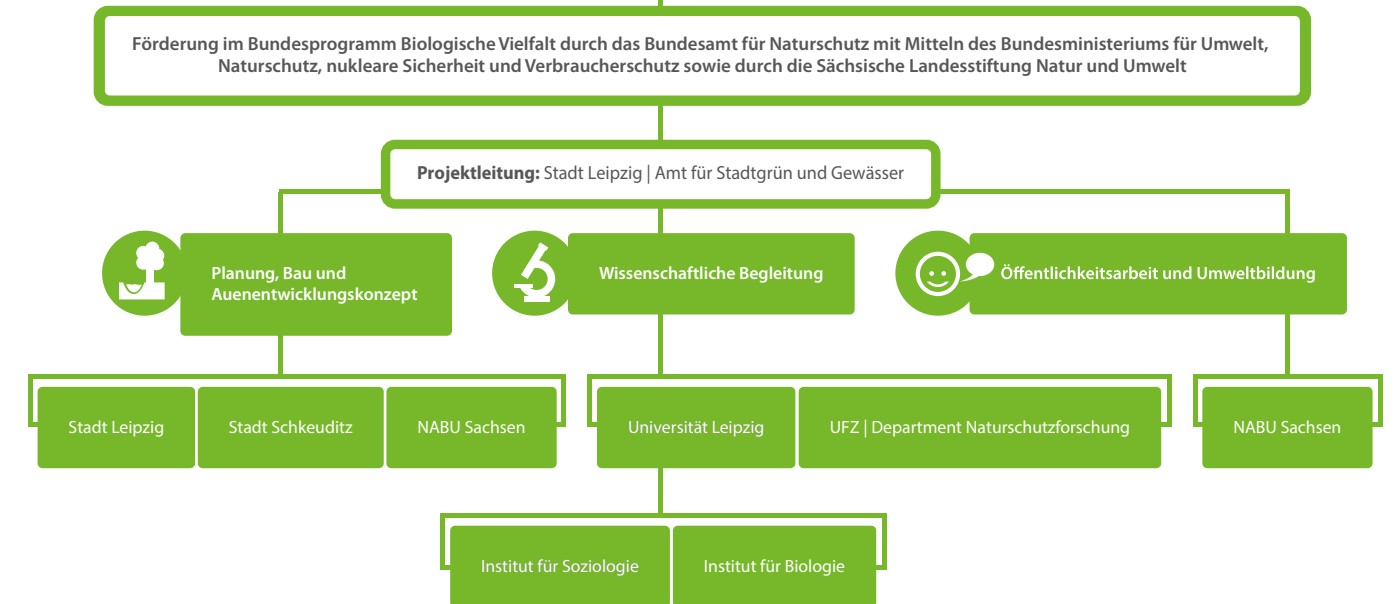 Förderung im Bundesprogramm Biologische Vielfalt durch das Bundesamt für Naturschutz mit Mitteln des Bundesministeriums für Umwelt,
Naturschutz, nukleare Sicherheit und Verbraucherschutz sowie durch die Sächsische Landesstiftung Natur und Umwelt
Projektleitung: Stadt Leipzig | Amt für Stadtgrün und Gewässer
Planung, Bau und
Auenentwicklungskonzept
Wissenschaftliche Begleitung
Öffentlichkeitsarbeit und Umweltbildung
Stadt Leipzig
Stadt Schkeuditz
NABU Sachsen
Universität Leipzig
UFZ | Department Naturschutzforschung
NABU Sachsen
Institut für Soziologie
Institut für Biologie